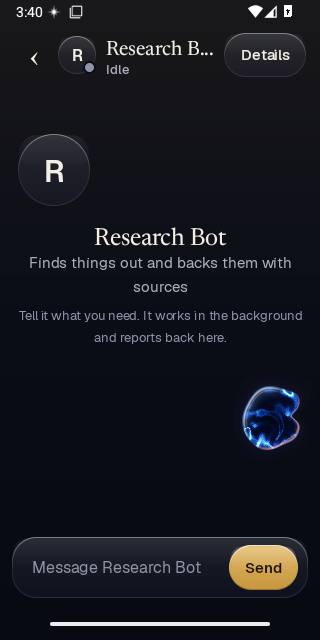 3:40
R
Research B...
Idle
Details
R
Research Bot
Finds things out and backs them with
sources
Tell it what you need. It works in the background
and reports back here.
Message Research Bot
Send